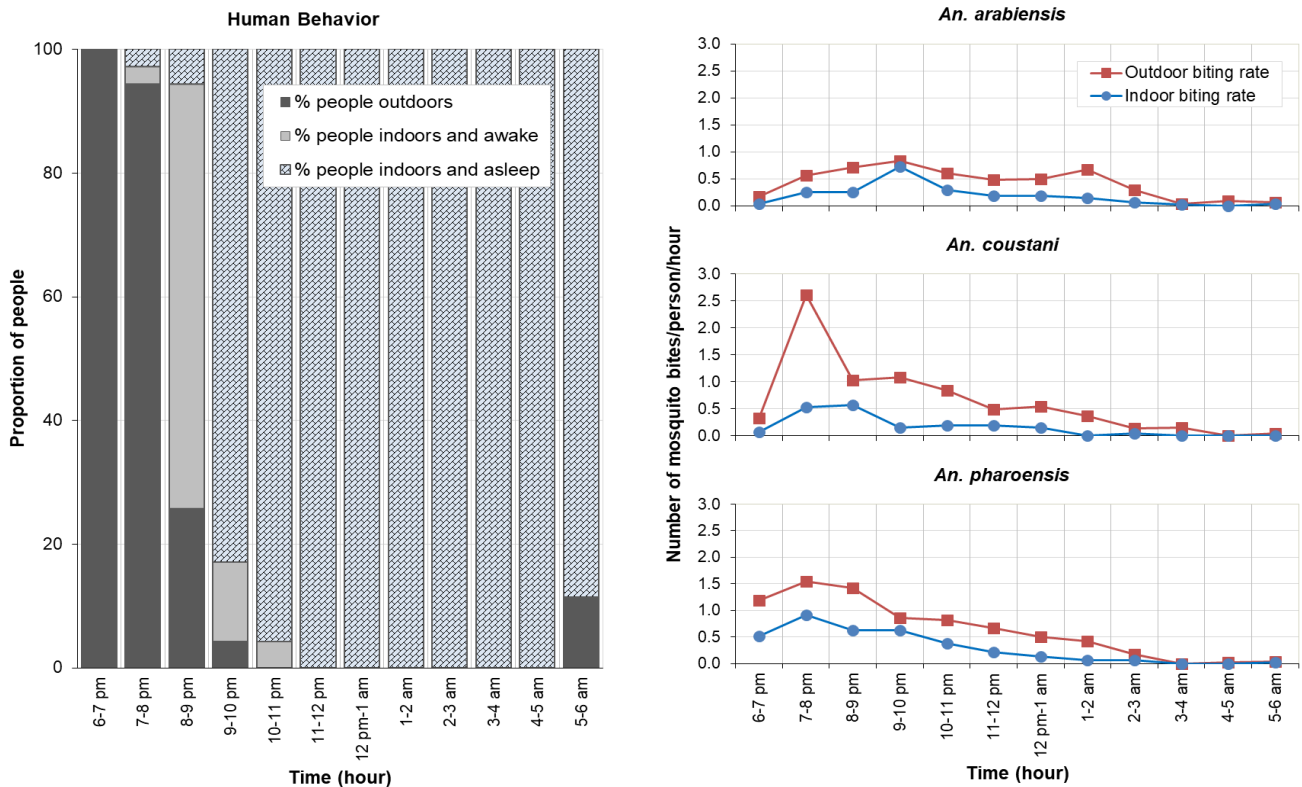 Human Behavior
Proportion of people
100
80
60
40
20
0
% people outdoors
% people indoors and awake
% people indoors and asleep
6-7 pm
7-8 pm
8-9 pm
9-10 pm
10-11 pm
11-12 pm
12 pm-1 am
1-2 am
2-3 am
3-4 am
4-5 am
5-6 am
Time (hour)
Number of mosquito bites/person/hour
An. arabiensis
3.0
2.5
2.0
1.5
1.0
0.5
0.0
Outdoor biting rate
Indoor biting rate
An. coustani
3.0
2.5
2.0
1.5
1.0
0.5
0.0
An. pharoensis
3.0
2.5
2.0
1.5
1.0
0.5
0.0
6-7 pm
7-8 pm
8-9 pm
9-10 pm
10-11 pm
11-12 pm
12 pm-1 am
1-2 am
2-3 am
3-4 am
4-5 am
5-6 am
Time (hour)